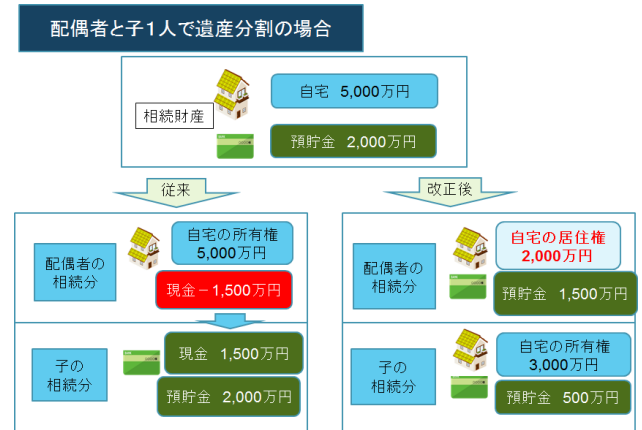 配偶者と子1人で遺産分割の場合
相続財産
自宅 5,000万円
預貯金 2,000万円
従来
改正後
配偶者の
相続分
自宅の所有権
5,000万円
現金－1,500万円
子の
相続分
現金 1,500万円
預貯金 2,000万円
配偶者の
相続分
自宅の居住権
2,000万円
預貯金 1,500万円
子の
相続分
自宅の所有権
3,000万円
預貯金 500万円